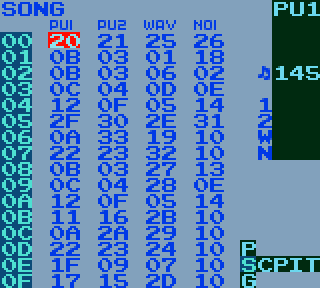 SONG PU1
PU1 PU2 WAV NOI
00 20 21 25 26
01 0B 03 01 18
02 0B 03 06 02 145
03 0C 04 0D 0E
04 12 0F 05 14 1
05 2F 30 2E 31 2
06 0A 33 19 10 W
07 22 23 32 10 N
08 0B 03 27 13
09 0C 04 28 0E
0A 12 0F 05 14
0B 11 16 2B 10
0C 0A 2A 29 10
0D 22 23 24 10 P
0E 1F 09 07 10 SCPIT
0F 17 15 2D 10 G